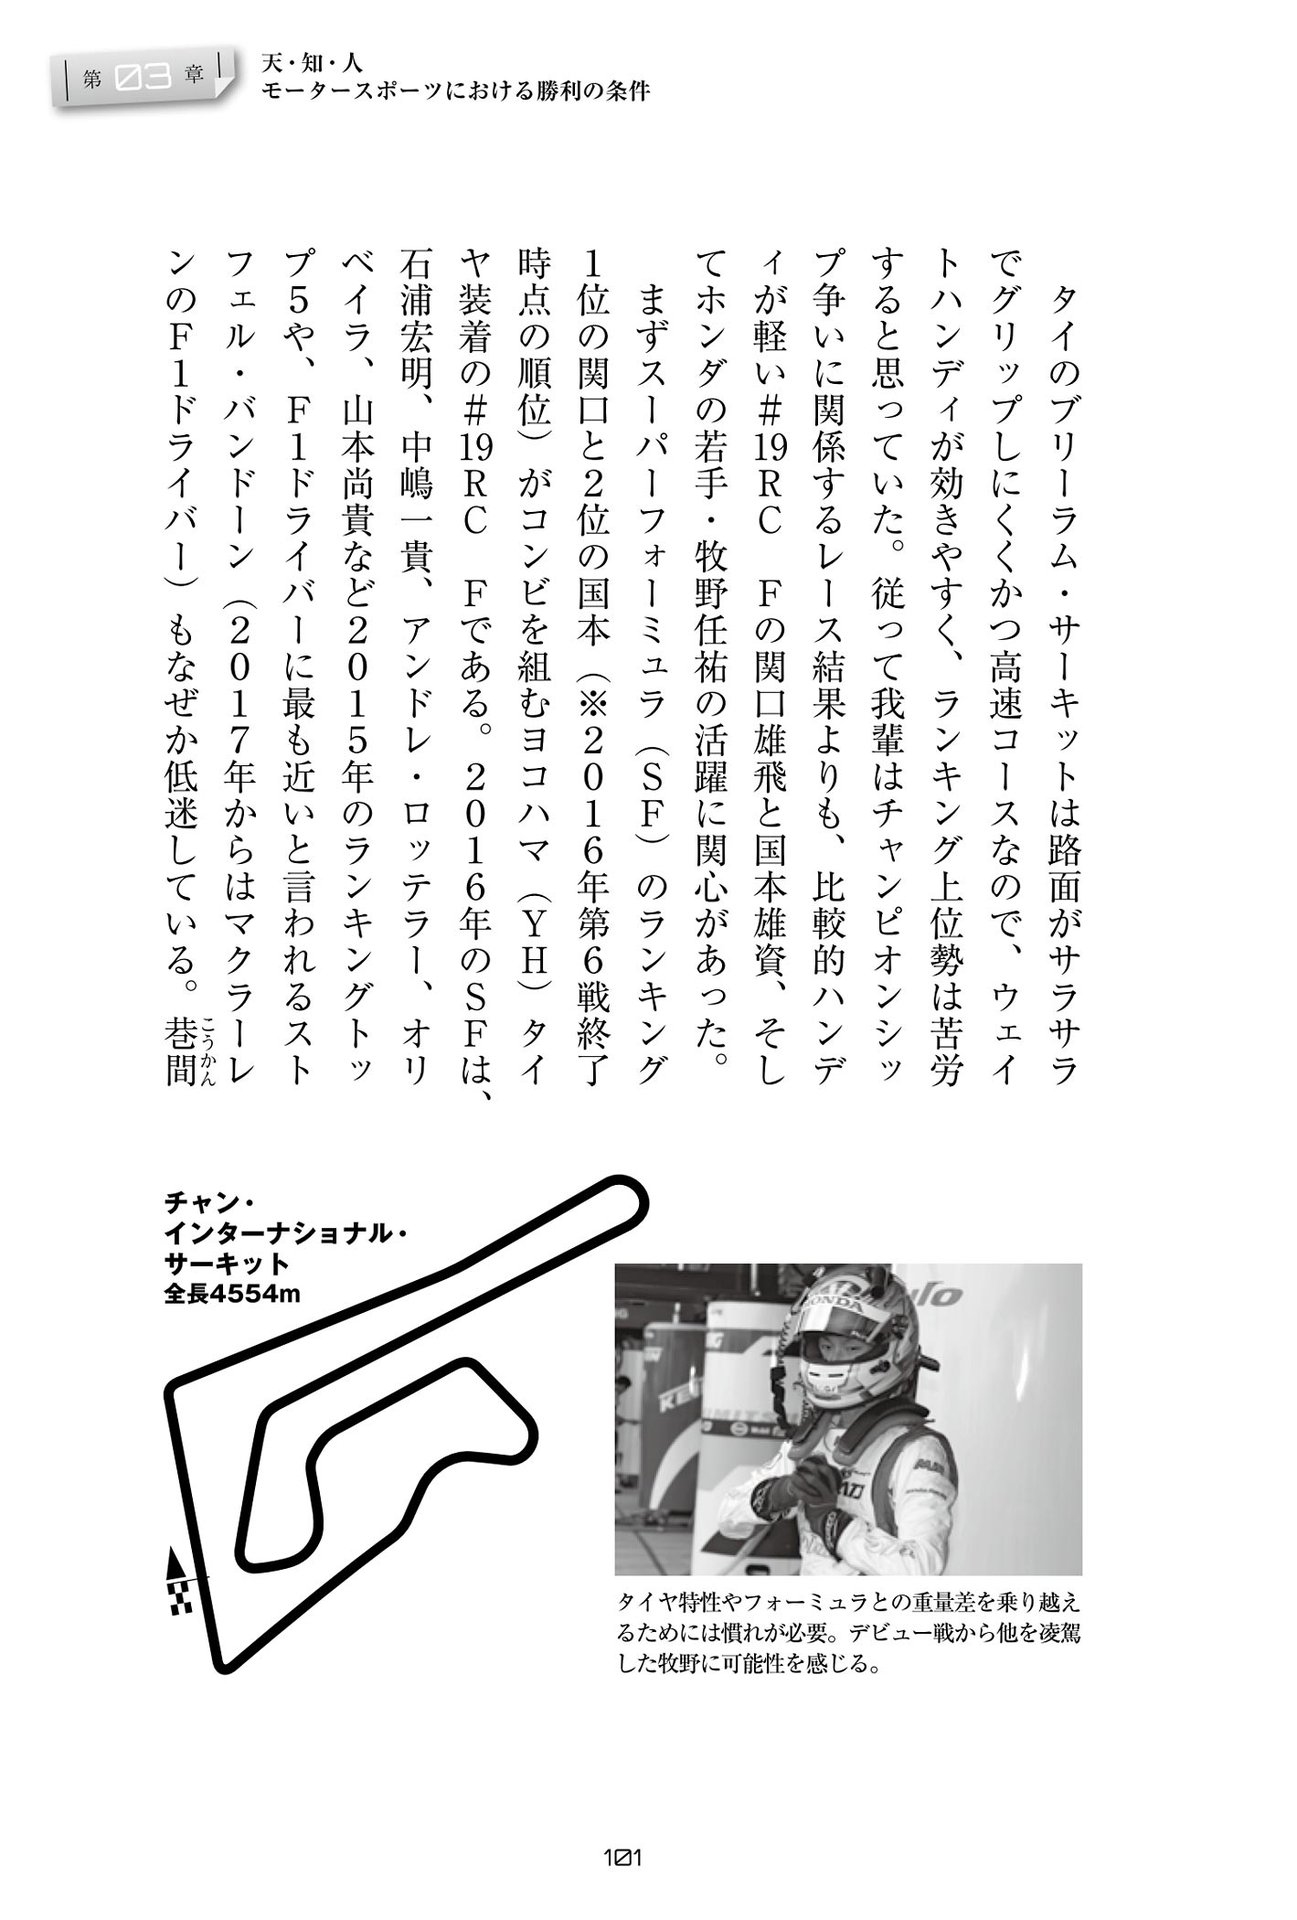 第03章
天・知・人
モータースポーツにおける勝利の条件
タイのブリーラム・サーキットは路面がサラサラ
でグリップしにくくかつ高速コースなので、ウェイ
トハンディが効きやすく、ランキング上位勢は苦労
すると思っていた。従って我輩はチャンピオンシッ
プ争いに関係するレース結果よりも、比較的ハンデ
ィが軽い＃19ＲＣ　Ｆの関口雄飛と国本雄資、そし
てホンダの若手・牧野任祐の活躍に関心があった。
まずスーパーフォーミュラ（ＳＦ）のランキング
１位の関口と２位の国本（※２０１６年第６戦終了
時点の順位）がコンビを組むヨコハマ（ＹＨ）タイ
ヤ装着の＃19ＲＣ　Ｆである。２０１６年のＳＦは、
石浦宏明、中嶋一貴、アンドレ・ロッテラー、オリ
ベイラ、山本尚貴など２０１５年のランキングトッ
プ５や、Ｆ１ドライバーに最も近いと言われるスト
フェル・バンドーン（２０１７年からはマクラーレ
ンのＦ１ドライバー）もなぜか低迷している。巷間
こうかん
チャン・
インターナショナル・
サーキット
全長4554m
HONDA
タイヤ特性やフォーミュラとの重量差を乗り越え
るためには慣れが必要。デビュー戦から他を凌駕
した牧野に可能性を感じる。
101